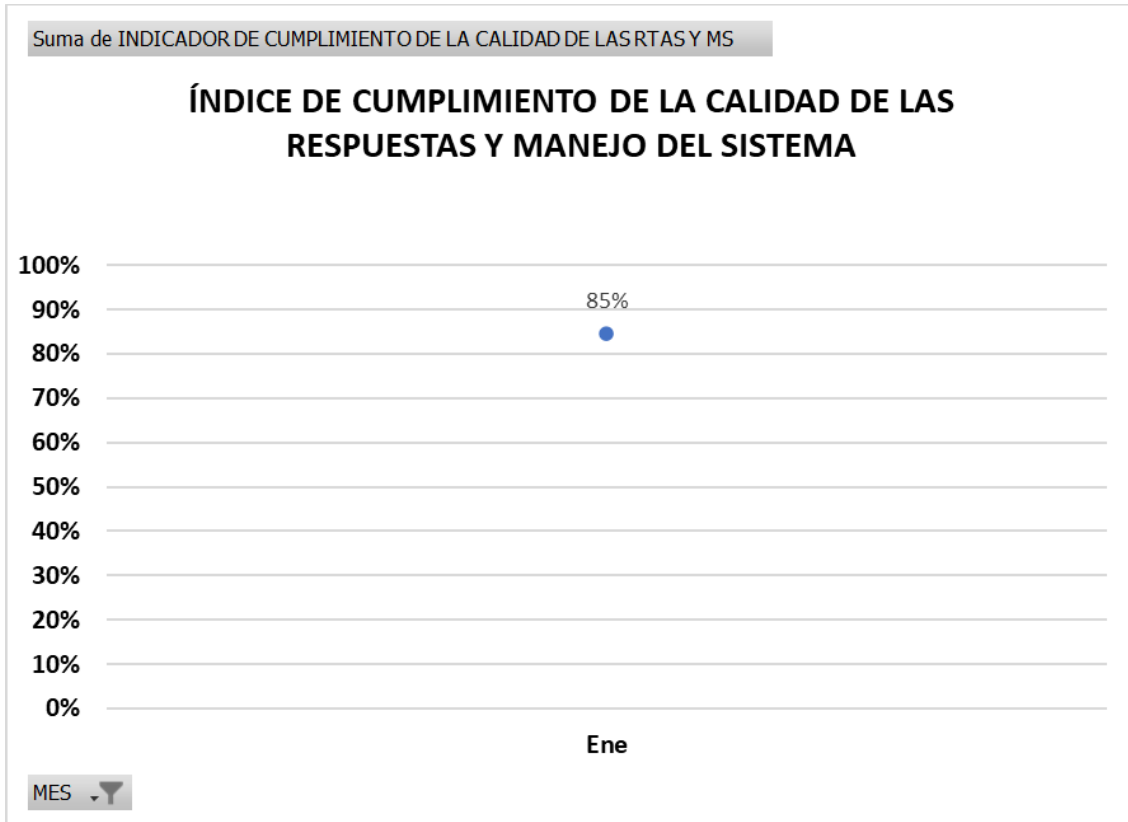 Suma de INDICADOR DE CUMPLIMIENTO DE LA CALIDAD DE LAS RTAS Y MS
ÍNDICE DE CUMPLIMIENTO DE LA CALIDAD DE LAS
RESPUESTAS Y MANEJO DEL SISTEMA
100%
85%
90%
80%
70%
60%
50%
40%
30%
20%
10%
0%
Ene
MES